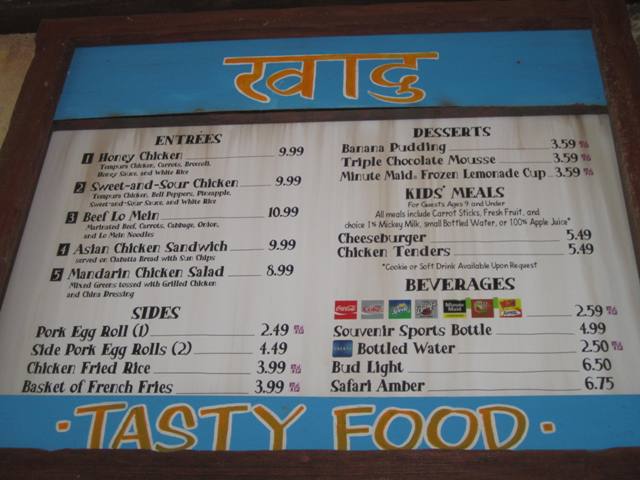 खादु
ENTRÉES
1 Honey Chicken 9.99
Tempura Chicken, Carrots, Broccoli,
Honey Sauce, and White Rice
2 Sweet-and-Sour Chicken 9.99
Tempura Chicken, Bell Peppers, Pineapple,
Sweet-and-Sour Sauce, and White Rice
3 Beef Lo Mein 10.99
Marinated Beef, Carrots, Cabbage, Onion,
and Lo Mein Noodles
4 Asian Chicken Sandwich 9.99
served on Ciabatta Bread with Sun Chips
5 Mandarin Chicken Salad 8.99
Mixed Greens tossed with Grilled Chicken
and China Dressing
SIDES
Pork Egg Roll (1) 2.49
Side Pork Egg Rolls (2) 4.49
Chicken Fried Rice 3.99
Basket of French Fries 3.99
DESSERTS
Banana Pudding 3.59
Triple Chocolate Mousse 3.59
Minute Maid® Frozen Lemonade Cup 3.59
KIDS' MEALS
For Guests Ages 9 and Under
All meals include Carrot Sticks, Fresh Fruit, and
choice 1% Mickey Milk, small Bottled Water, or 100% Apple Juice*
Cheeseburger 5.49
Chicken Tenders 5.49
*Cookie or Soft Drink Available Upon Request
BEVERAGES
2.59
Souvenir Sports Bottle 4.99
Bottled Water 2.50
Bud Light 6.50
Safari Amber 6.75
·TASTY FOOD·